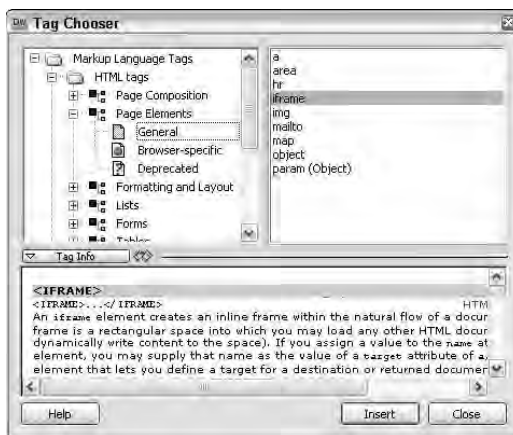 DW Tag Chooser
Markup Language Tags
HTML tags
Page Composition
Page Elements
General
Browser-specific
Deprecated
Formatting and Layout
Lists
Forms
Tables
a
area
hr
iframe
img
mailto
map
object
param (Object)
Tag Info
<IFRAME>
<IFRAME>...</IFRAME> HTM
An iframe element creates an inline frame within the natural flow of a docur
frame is a rectangular space into which you may load any other HTML docur
dynamically write content to the space). If you assign a value to the name at
element, you may supply that name as the value of a target attribute of a,
element that lets you define a target for a destination or returned documer
Help
Insert
Close